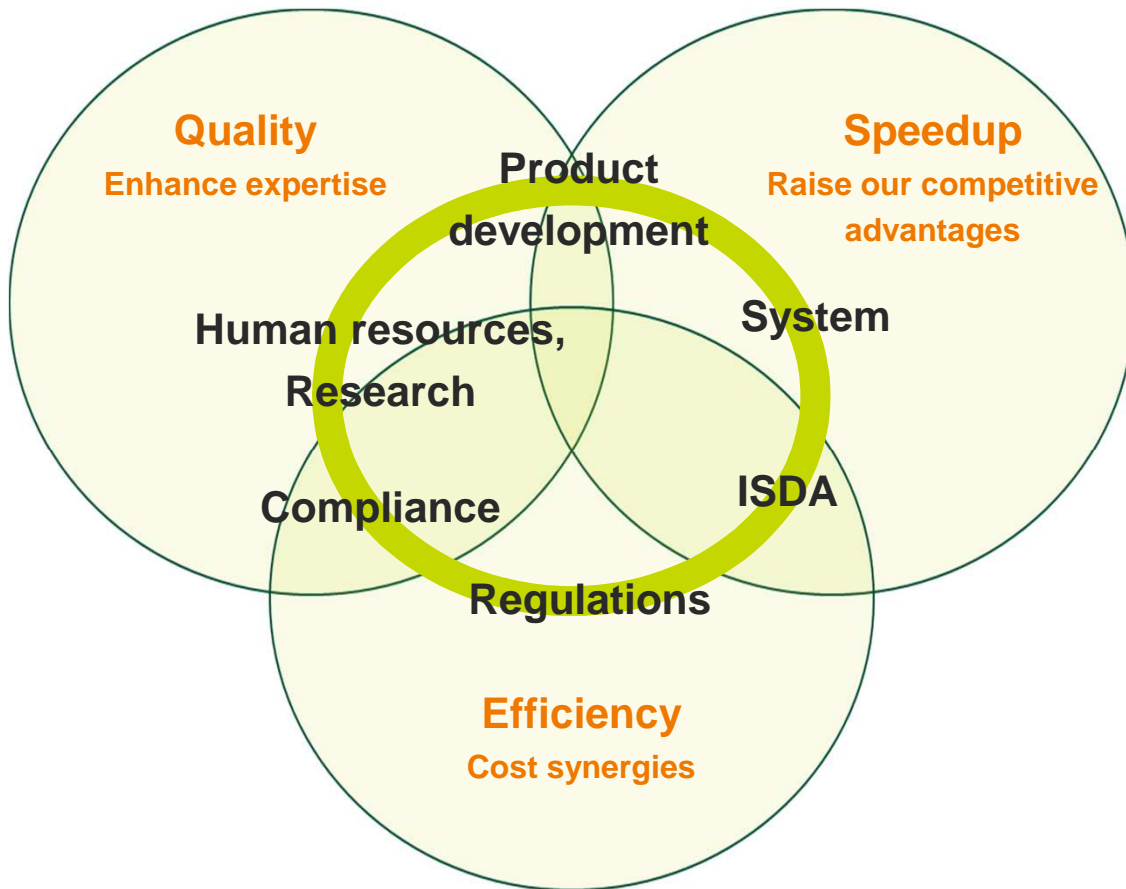 Quality
Enhance expertise
Speedup
Raise our competitive
advantages
Product
development
Human resources,
Research
System
Compliance
ISDA
Regulations
Efficiency
Cost synergies